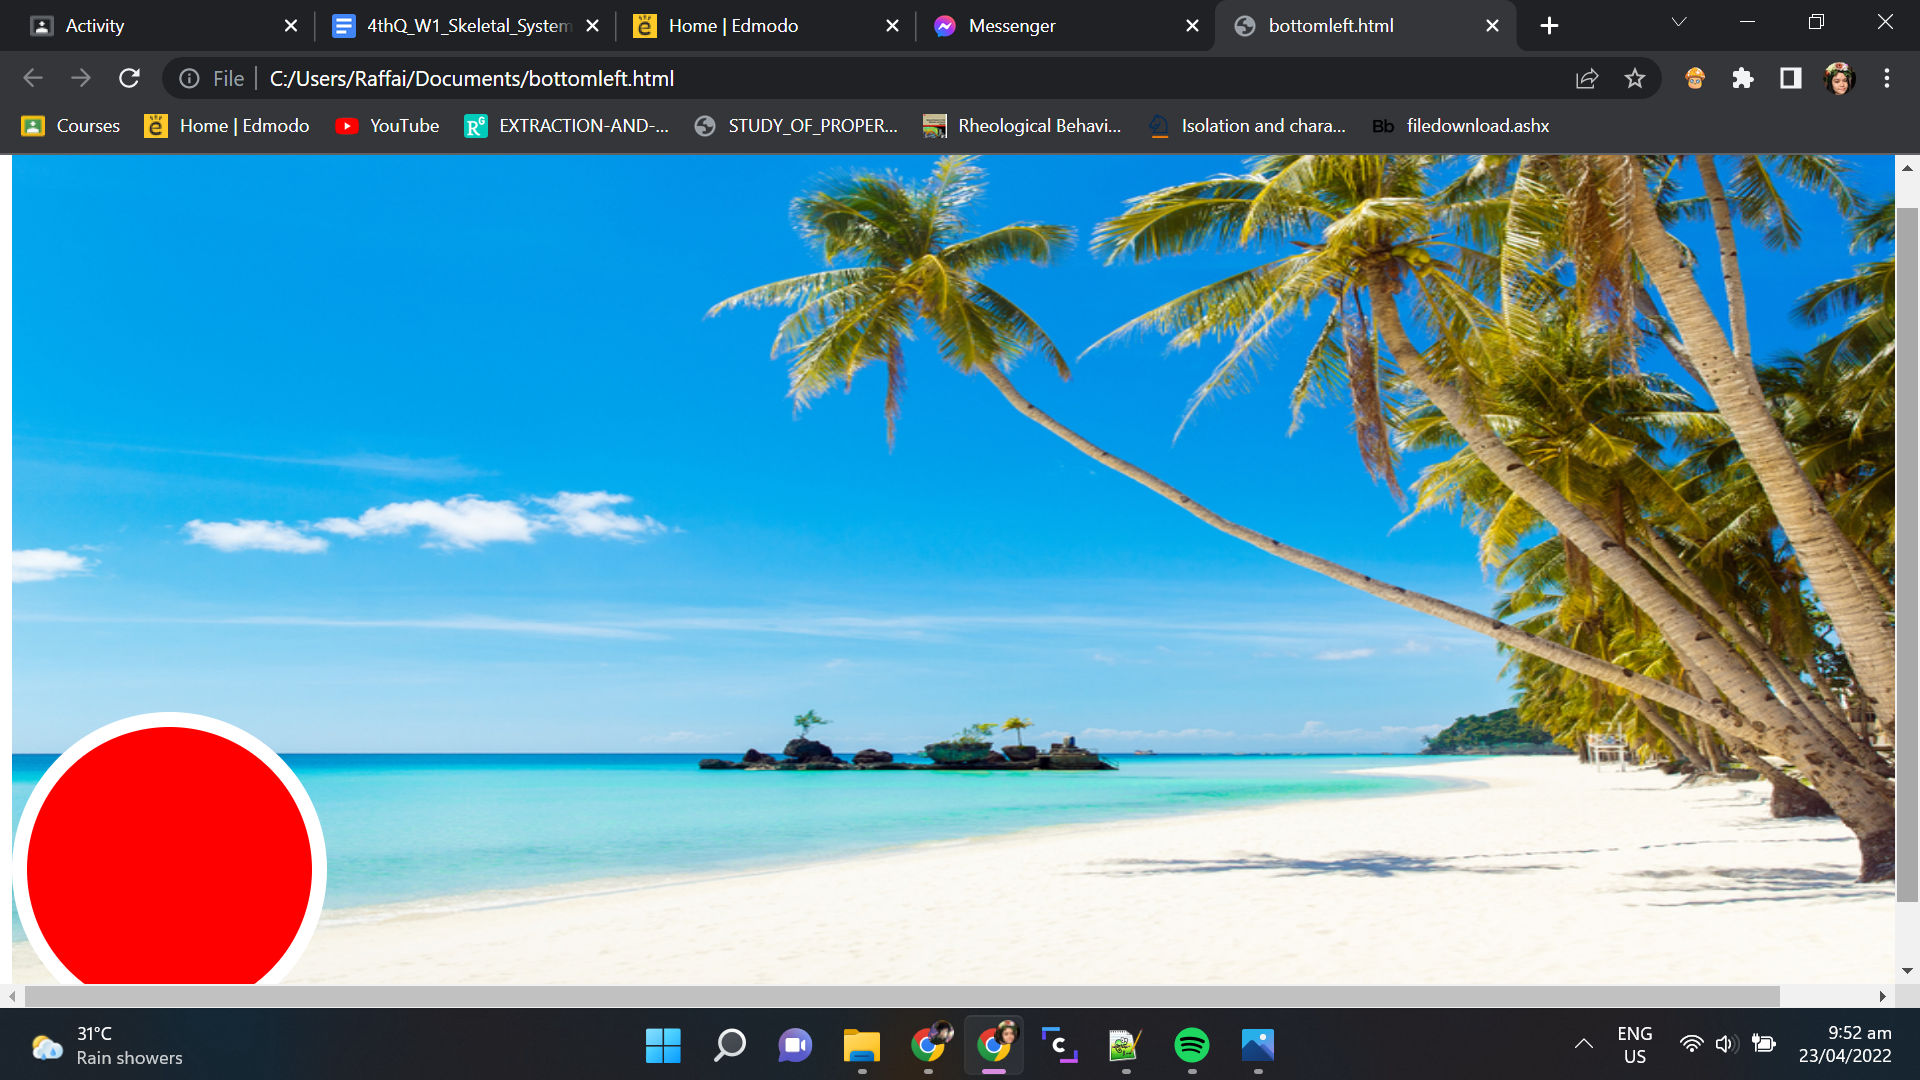 Activity
4thQ_W1_Skeletal_System
Home | Edmodo
Messenger
bottomleft.html
File
C:/Users/Raffai/Documents/bottomleft.html
Courses
Home | Edmodo
YouTube
EXTRACTION-AND-...
STUDY_OF_PROPER...
Rheological Behavi...
Isolation and chara...
Bb
filedownload.ashx
31°C
Rain showers
ENG
US
9:52 am
23/04/2022